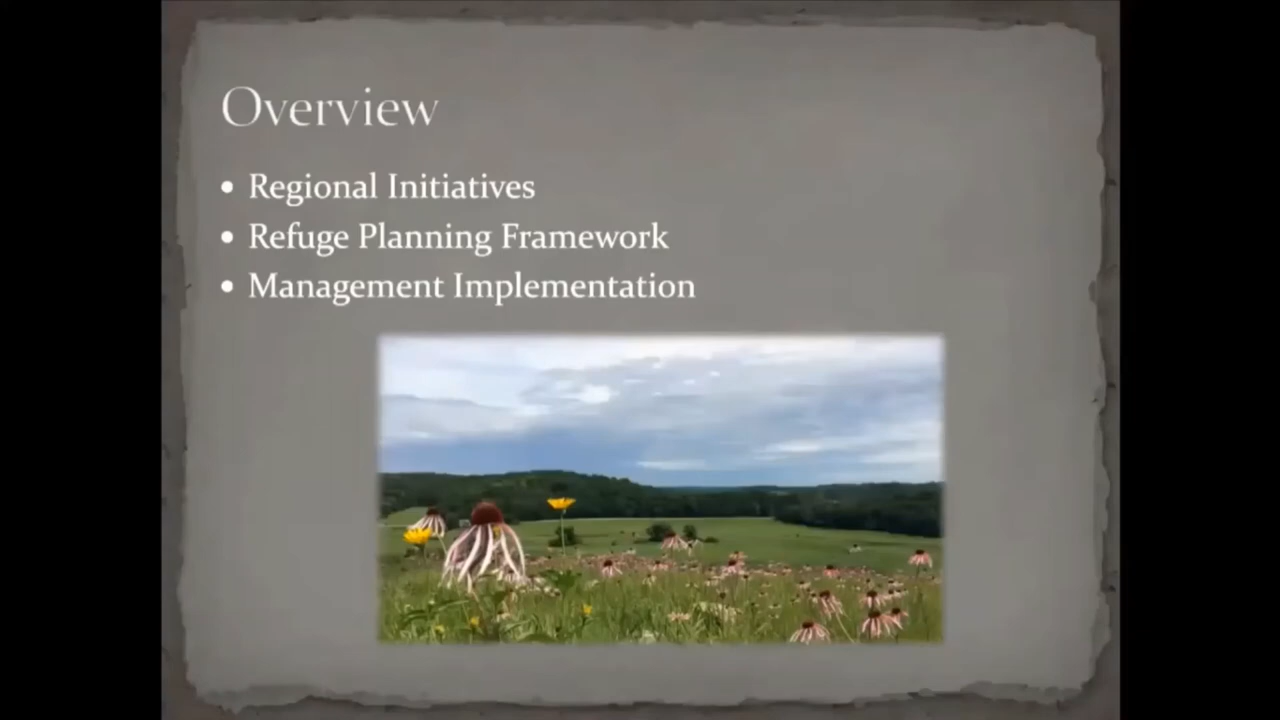 Overview
• Regional Initiatives
• Refuge Planning Framework
• Management Implementation